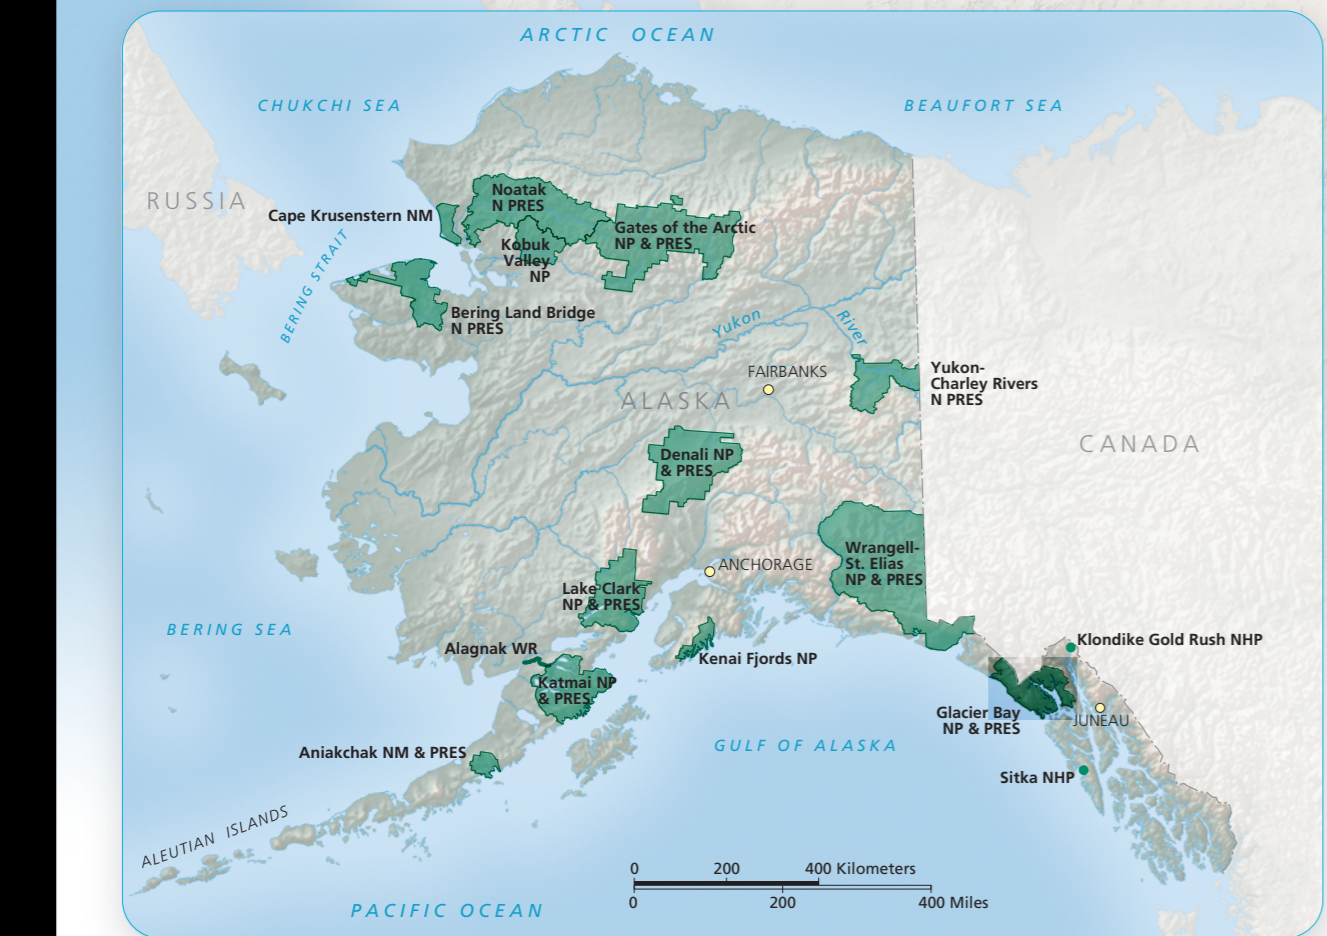 ARCTIC OCEAN
CHUKCHI SEA
BEAUFORT SEA
RUSSIA
Noatak
N PRES
Cape Krusenstern NM
Gates of the Arctic
NP & PRES
Kobuk
Valley
NP
BERING STRAIT
Bering Land Bridge
N PRES
Yukon
River
FAIRBANKS
Yukon-
Charley Rivers
N PRES
ALASKA
CANADA
Denali NP
& PRES
Wrangell-
St. Elias
NP & PRES
ANCHORAGE
Lake Clark
NP & PRES
BERING SEA
Alagnak WR
Kenai Fjords NP
Klondike Gold Rush NHP
Katmai NP
& PRES
Glacier Bay
NP & PRES
JUNEAU
Aniakchak NM & PRES
GULF OF ALASKA
Sitka NHP
ALEUTIAN ISLANDS
0 200 400 Kilometers
0 200 400 Miles
PACIFIC OCEAN